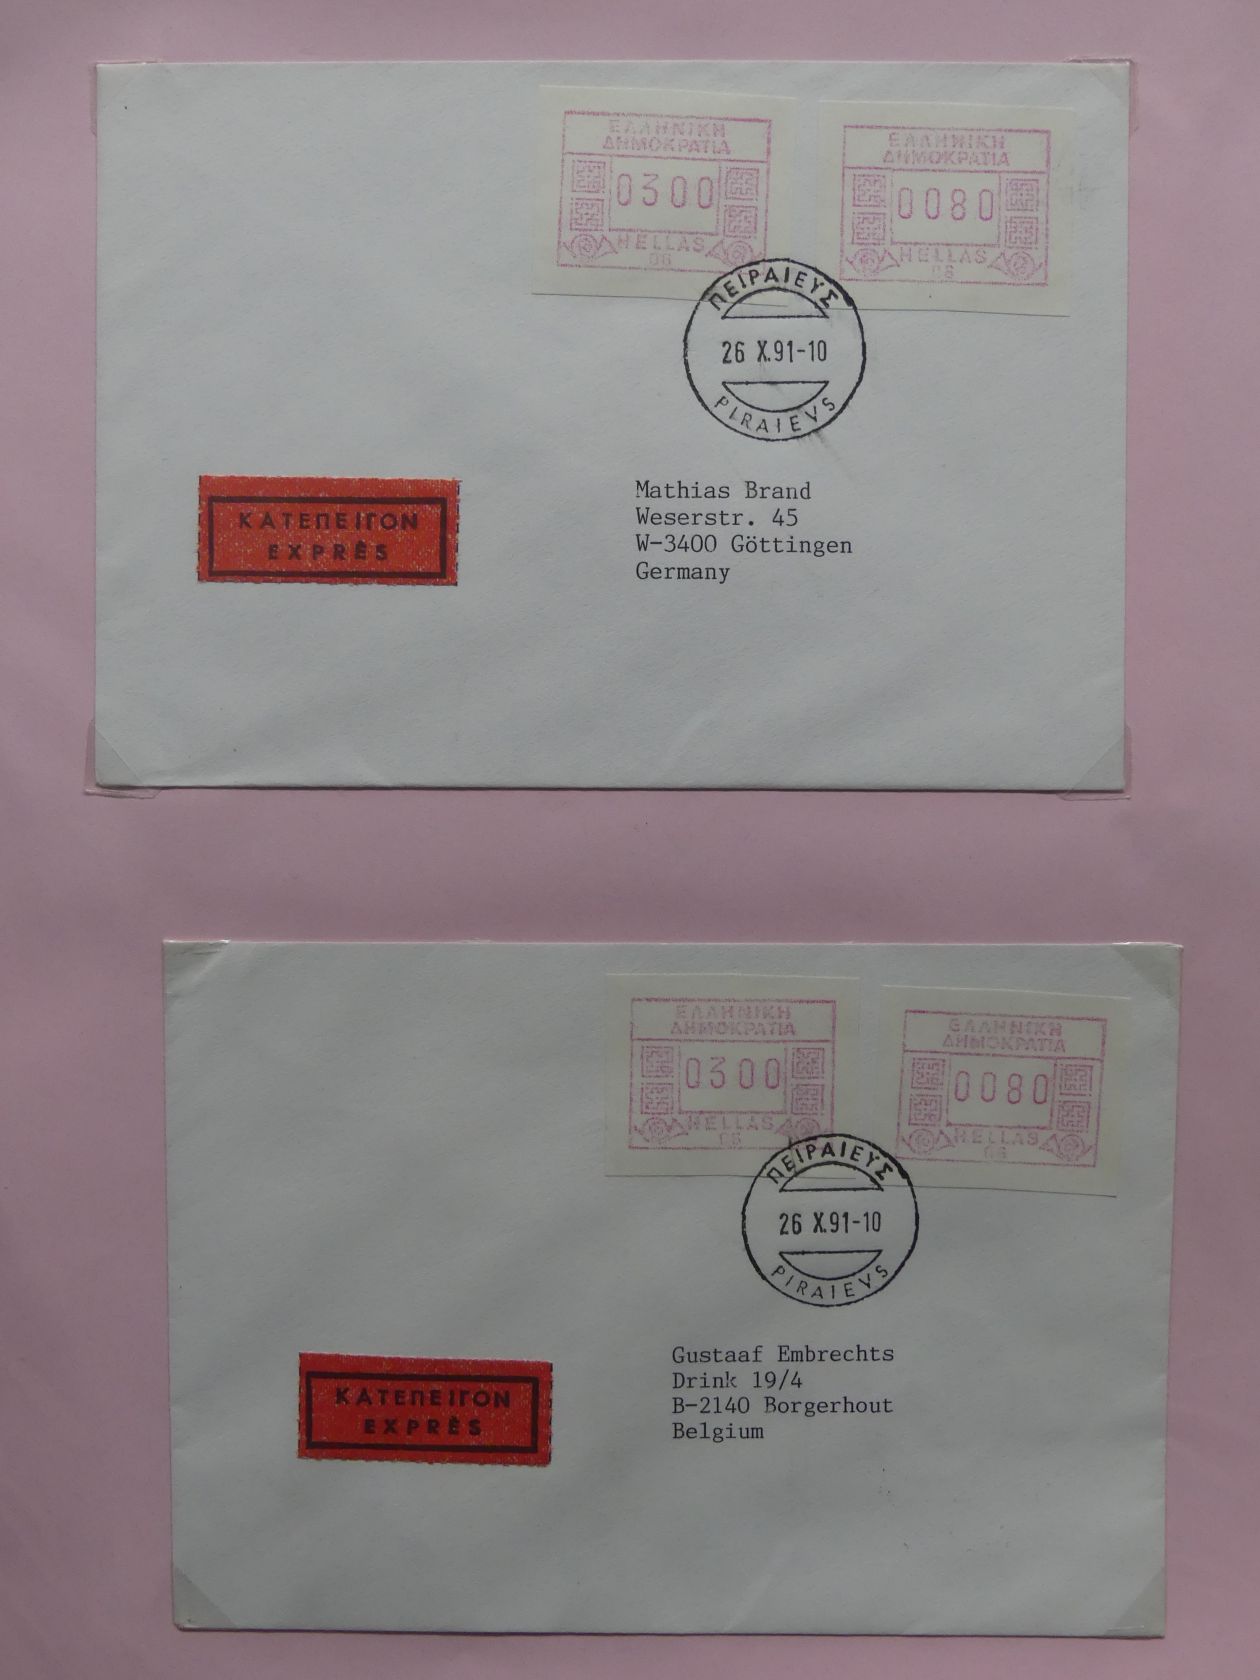 ΕΛΛΗΝΙΚΗ
ΔΗΜΟΚΡΑΤΙΑ
0300
HELLAS
06
ΕΛΛΗΝΙΚΗ
ΔΗΜΟΚΡΑΤΙΑ
0080
HELLAS
06
ΠΕΙΡΑΙΕΥΣ
26 X.91-10
PIRAIEVS
ΚΑΤΕΠΕΙΓΟΝ
EXPRÈS
Mathias Brand
Weserstr. 45
W-3400 Göttingen
Germany
ΕΛΛΗΝΙΚΗ
ΔΗΜΟΚΡΑΤΙΑ
0300
HELLAS
06
ΕΛΛΗΝΙΚΗ
ΔΗΜΟΚΡΑΤΙΑ
0080
HELLAS
06
ΠΕΙΡΑΙΕΥΣ
26 X.91-10
PIRAIEVS
ΚΑΤΕΠΕΙΓΟΝ
EXPRÈS
Gustaaf Embrechts
Drink 19/4
B-2140 Borgerhout
Belgium